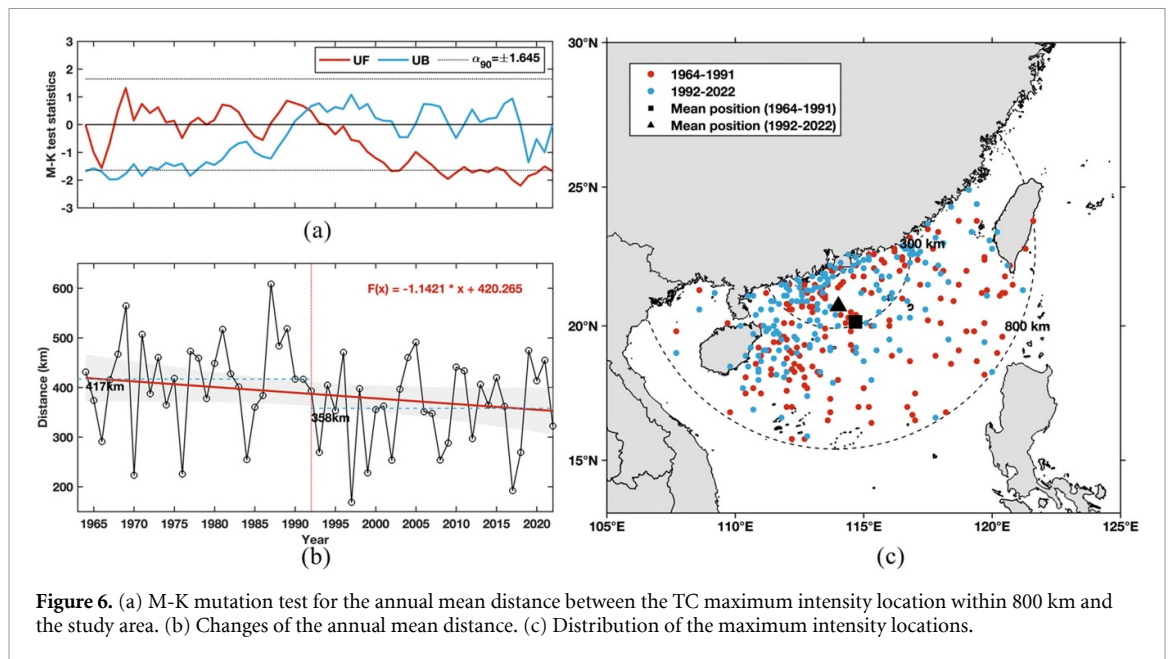 3
2
1
0
-1
-2
-3
M-K test statistics
UF
UB
α90=±1.645
(a)
600
500
400
300
200
Distance (km)
F(x) = -1.1421 * x + 420.265
417km
358km
1965 1970 1975 1980 1985 1990 1995 2000 2005 2010 2015 2020
Year
(b)
30°N
25°N
20°N
15°N
1964-1991
1992-2022
Mean position (1964-1991)
Mean position (1992-2022)
300 km
800 km
105°E 110°E 115°E 120°E 125°E
(c)
Figure 6. (a) M-K mutation test for the annual mean distance between the TC maximum intensity location within 800 km and
the study area. (b) Changes of the annual mean distance. (c) Distribution of the maximum intensity locations.